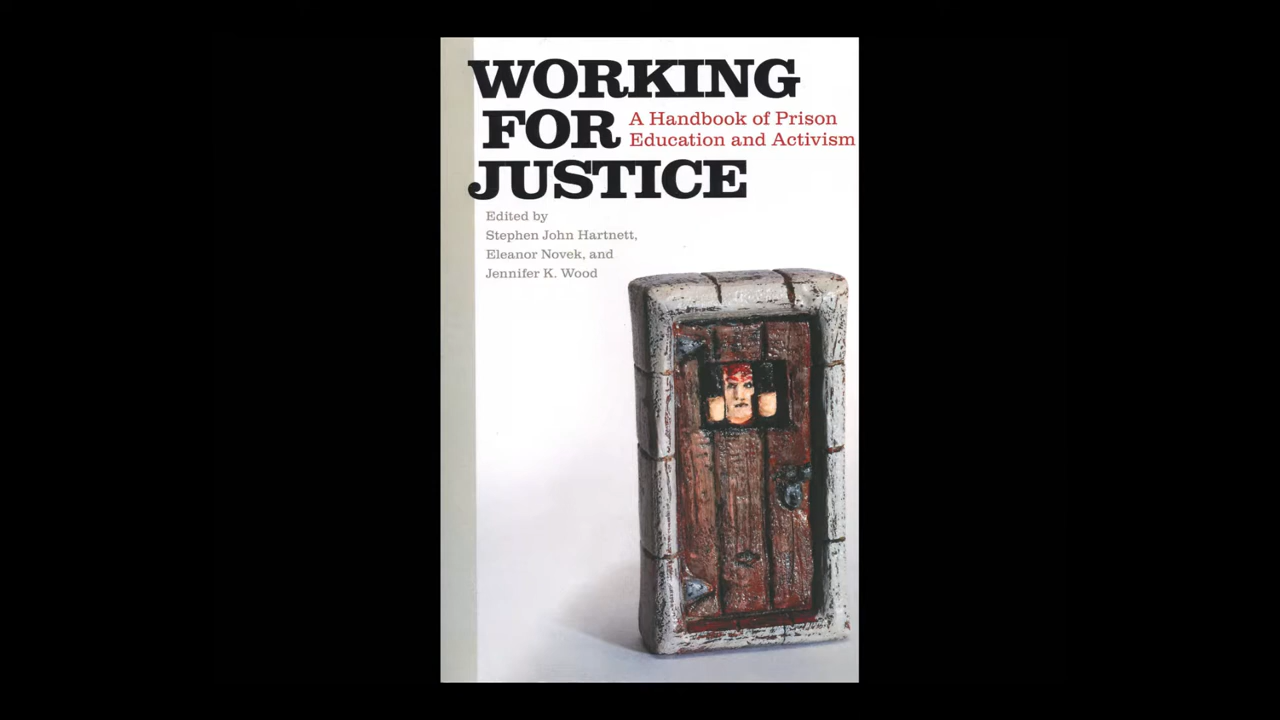 WORKING
FOR
JUSTICE
A Handbook of Prison
Education and Activism
Edited by
Stephen John Hartnett,
Eleanor Novek, and
Jennifer K. Wood